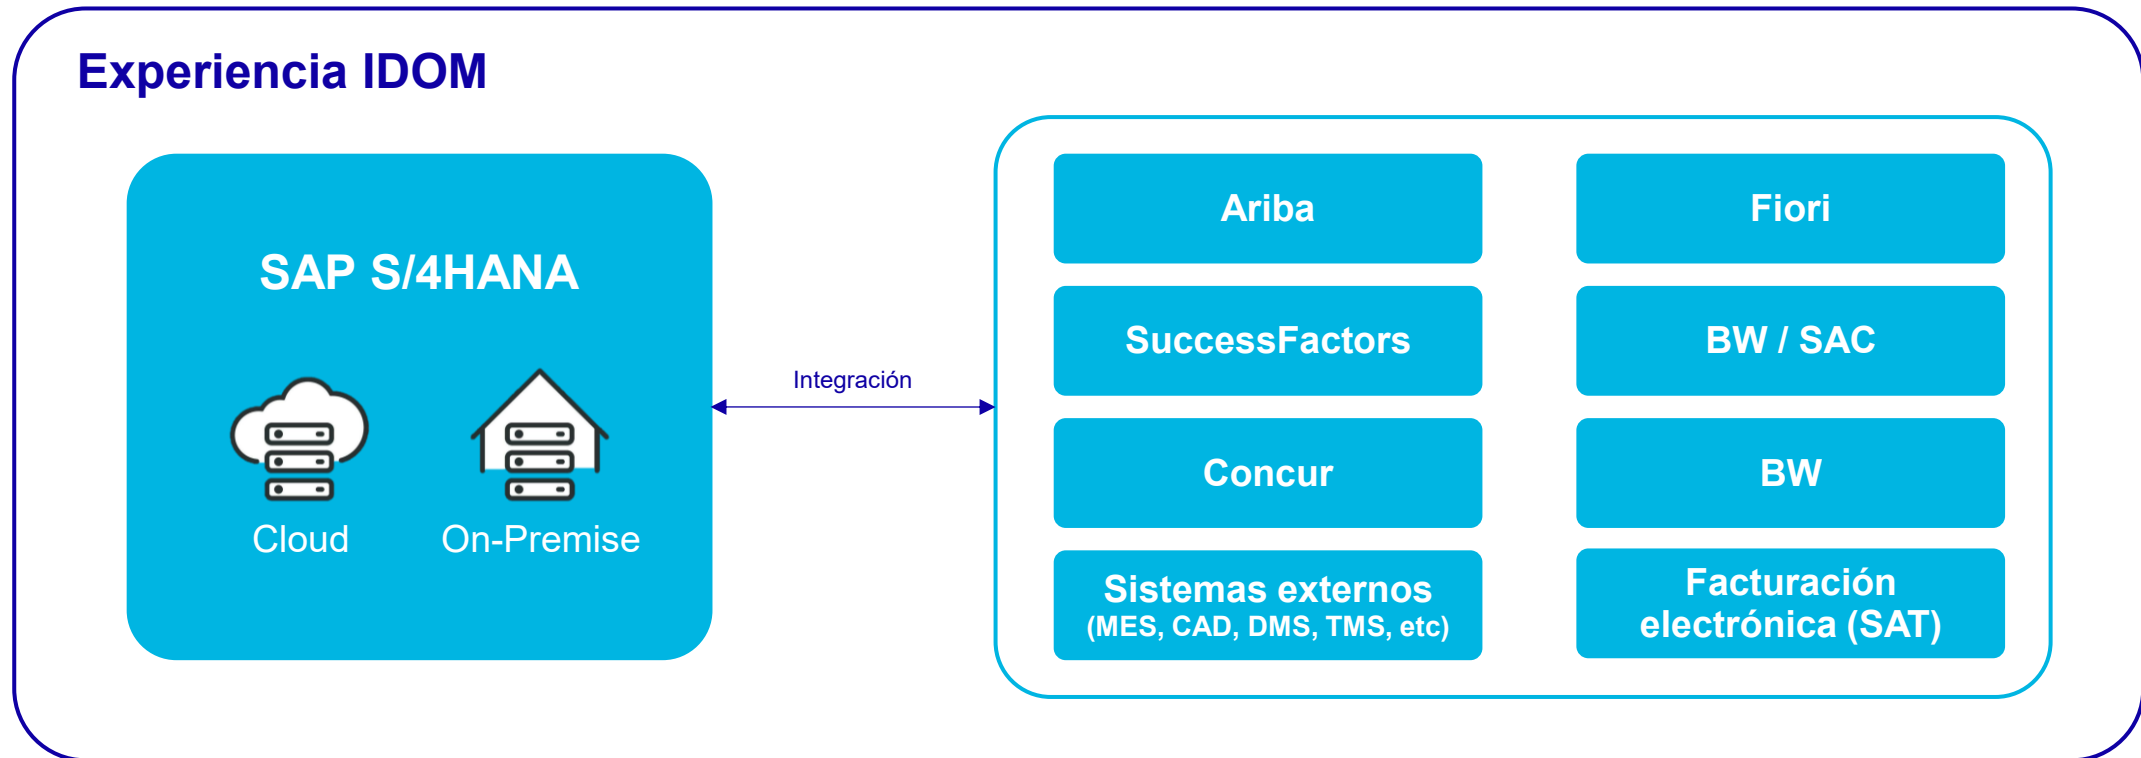 Experiencia IDOM
SAP S/4HANA
Cloud
On-Premise
Integración
Ariba
Fiori
SuccessFactors
BW / SAC
Concur
BW
Sistemas externos
(MES, CAD, DMS, TMS, etc)
Facturación
electrónica (SAT)